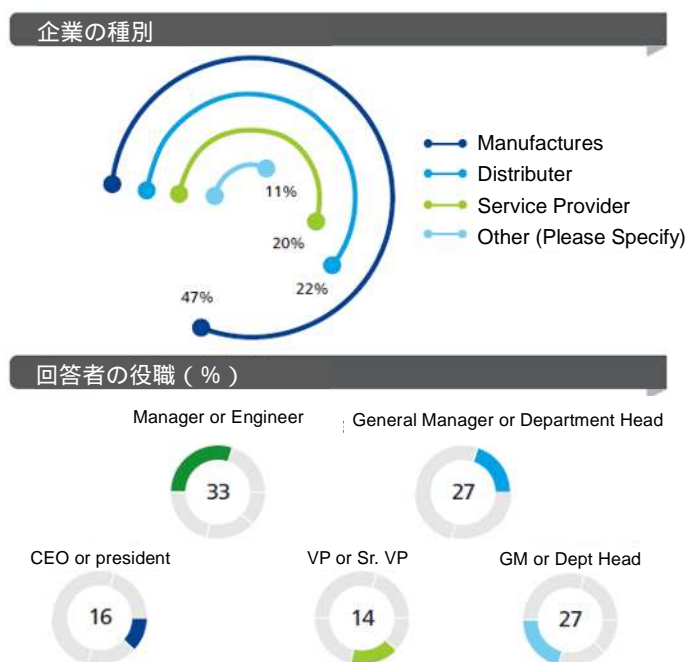 企業の種別
Manufactures
Distributer
Service Provider
Other (Please Specify)
11%
20%
22%
47%
回答者の役職(%)
Manager or Engineer
General Manager or Department Head
33
27
CEO or president
VP or Sr. VP
GM or Dept Head
16
14
27